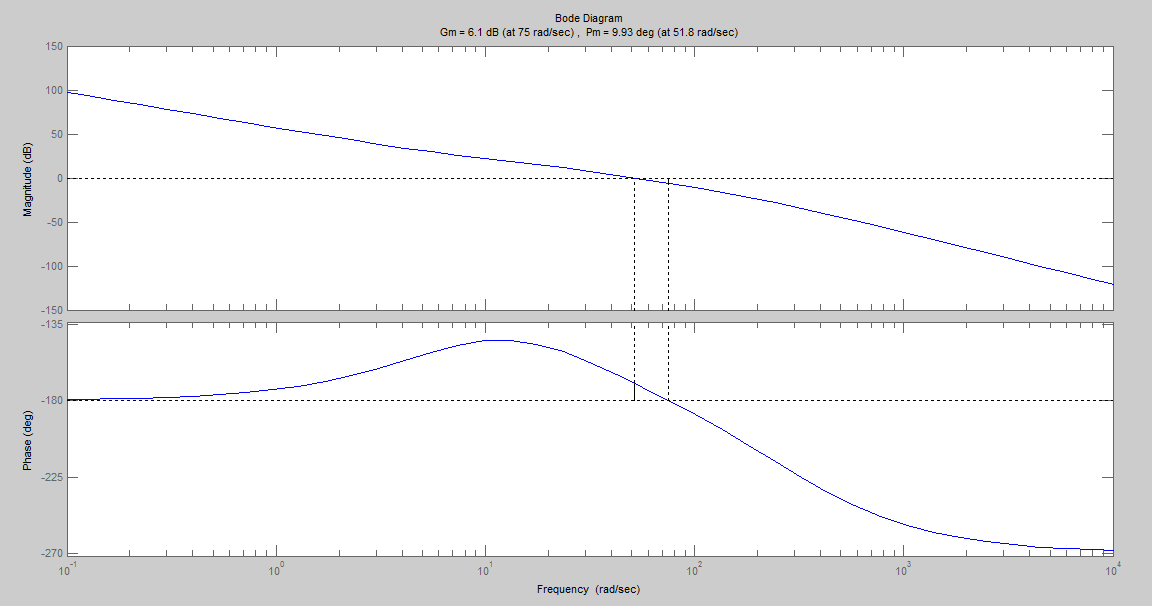 Bode Diagram
Gm = 6.1 dB (at 75 rad/sec) , Pm = 9.93 deg (at 51.8 rad/sec)
150
100
50
0
-50
-100
-150
Magnitude (dB)
-135
-180
-225
-270
Phase (deg)
10^-1 10^0 10^1 10^2 10^3 10^4
Frequency (rad/sec)